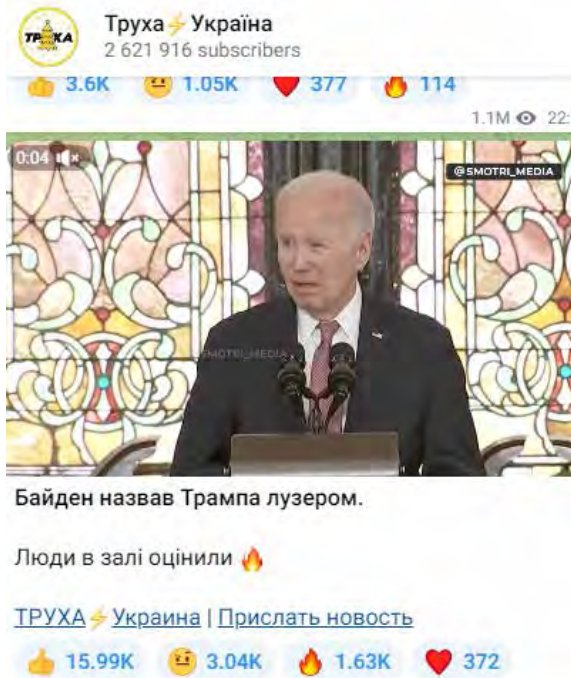 Труха⚡Україна
2 621 916 subscribers
👍 3.6K 🤨 1.05K ❤ 377 🔥 114
1.1M 22:
0:04
@SMOTRI_MEDIA
SMOTRI_MEDIA
Байден назвав Трампа лузером.
Люди в залі оцінили 🔥
ТРУХА⚡Украина | Прислать новость
👍 15.99K 🤨 3.04K 🔥 1.63K ❤ 372